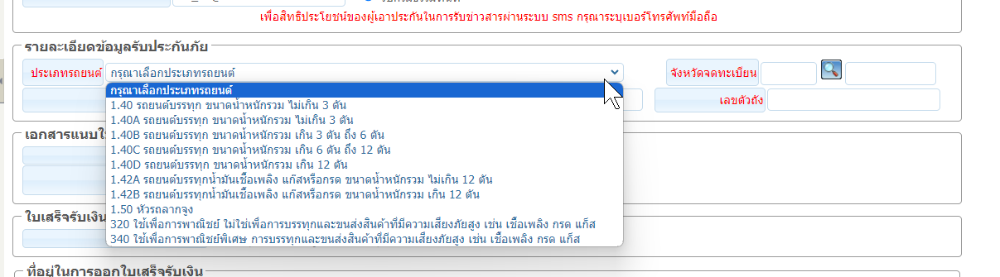 เพื่อสิทธิประโยชน์ของผู้เอาประกันในการรับข่าวสารผ่านระบบ sms กรุณาระบุเบอร์โทรศัพท์มือถือ
รายละเอียดข้อมูลรับประกันภัย
ประเภทรถยนต์ กรุณาเลือกประเภทรถยนต์ จังหวัดจดทะเบียน
กรุณาเลือกประเภทรถยนต์
1.40 รถยนต์บรรทุก ขนาดน้ำหนักรวม ไม่เกิน 3 ตัน
เลขตัวถัง
1.40A รถยนต์บรรทุก ขนาดน้ำหนักรวม ไม่เกิน 3 ตัน
1.40B รถยนต์บรรทุก ขนาดน้ำหนักรวม เกิน 3 ตัน ถึง 6 ตัน
เอกสารแนบ
1.40C รถยนต์บรรทุก ขนาดน้ำหนักรวม เกิน 6 ตัน ถึง 12 ตัน
1.40D รถยนต์บรรทุก ขนาดน้ำหนักรวม เกิน 12 ตัน
1.42A รถยนต์บรรทุกน้ำมันเชื้อเพลิง แก๊สหรือกรด ขนาดน้ำหนักรวม ไม่เกิน 12 ตัน
1.42B รถยนต์บรรทุกน้ำมันเชื้อเพลิง แก๊สหรือกรด ขนาดน้ำหนักรวม เกิน 12 ตัน
1.50 หัวรถลากจูง
ใบเสร็จรับเงิน
320 ใช้เพื่อการพาณิชย์ ไม่ใช่เพื่อการบรรทุกและขนส่งสินค้าที่มีความเสี่ยงภัยสูง เช่น เชื้อเพลิง กรด แก็ส
340 ใช้เพื่อการพาณิชย์พิเศษ การบรรทุกและขนส่งสินค้าที่มีความเสี่ยงภัยสูง เช่น เชื้อเพลิง กรด แก็ส
ที่อยู่ในการออกใบเสร็จรับเงิน